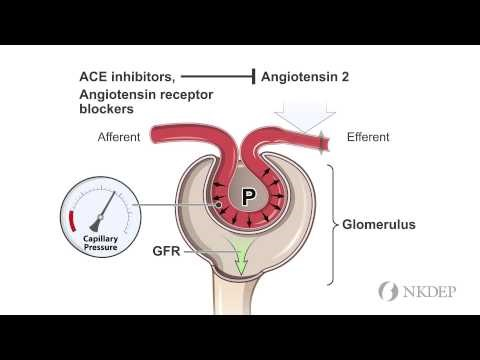 ACE inhibitors,
Angiotensin receptor
blockers
Angiotensin 2
Afferent
Efferent
P
Capillary
Pressure
GFR
Glomerulus
NKDEP